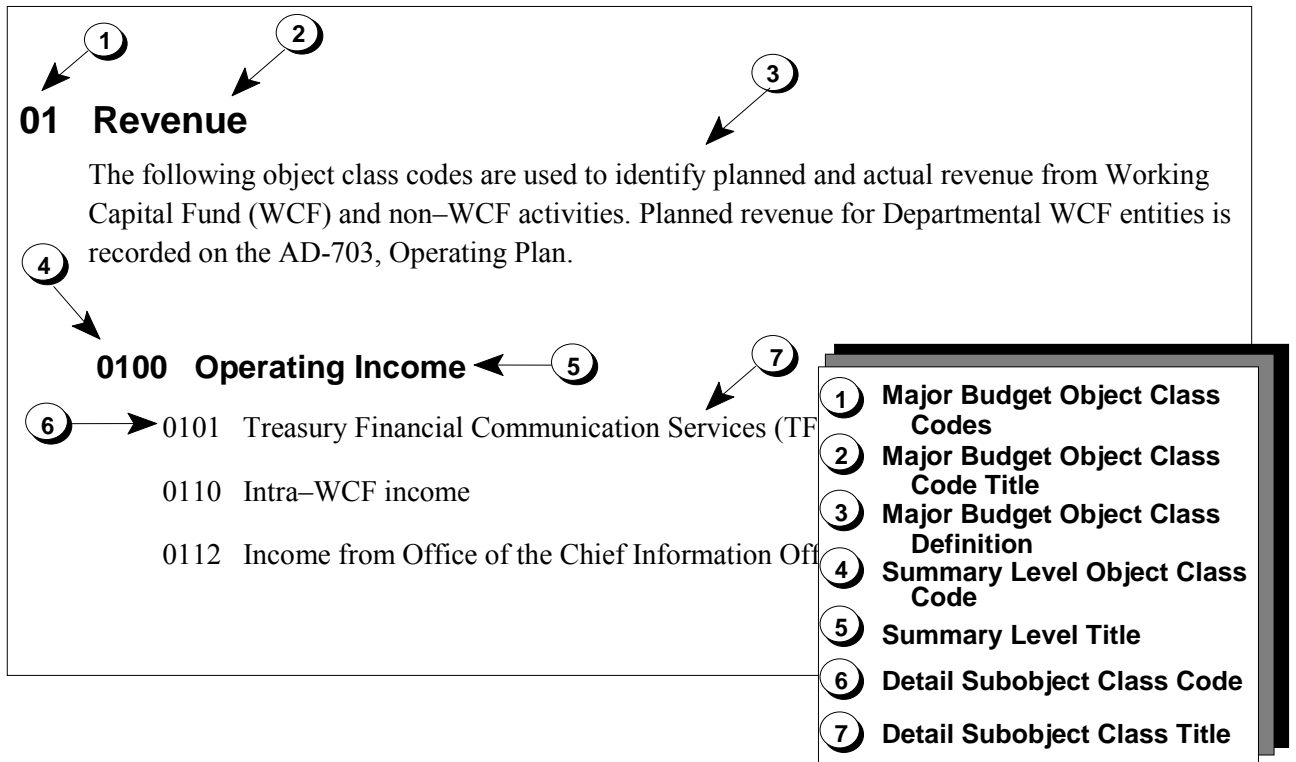 1
2
3
01 Revenue
The following object class codes are used to identify planned and actual revenue from Working
Capital Fund (WCF) and non–WCF activities. Planned revenue for Departmental WCF entities is
recorded on the AD-703, Operating Plan.
4
0100 Operating Income
5
7
6
0101 Treasury Financial Communication Services (TF
0110 Intra–WCF income
0112 Income from Office of the Chief Information Off
1 Major Budget Object Class
Codes
2 Major Budget Object Class
Code Title
3 Major Budget Object Class
Definition
4 Summary Level Object Class
Code
5 Summary Level Title
6 Detail Subobject Class Code
7 Detail Subobject Class Title